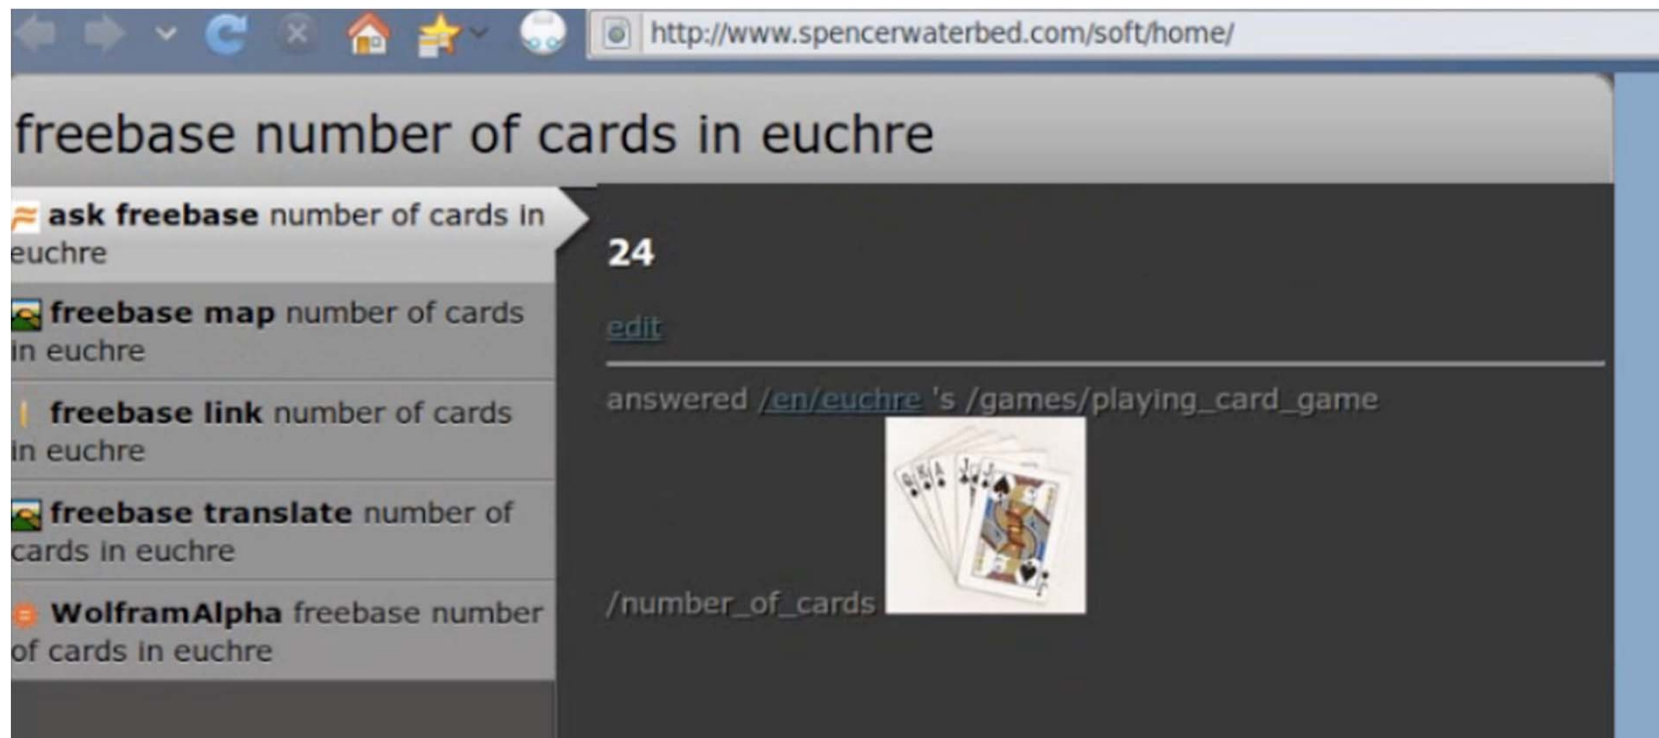 http://www.spencerwaterbed.com/soft/home/
freebase number of cards in euchre
ask freebase number of cards in
euchre
freebase map number of cards
in euchre
freebase link number of cards
in euchre
freebase translate number of
cards in euchre
WolframAlpha freebase number
of cards in euchre
24
edit
answered /en/euchre 's /games/playing_card_game
Q K A J J
/number_of_cards